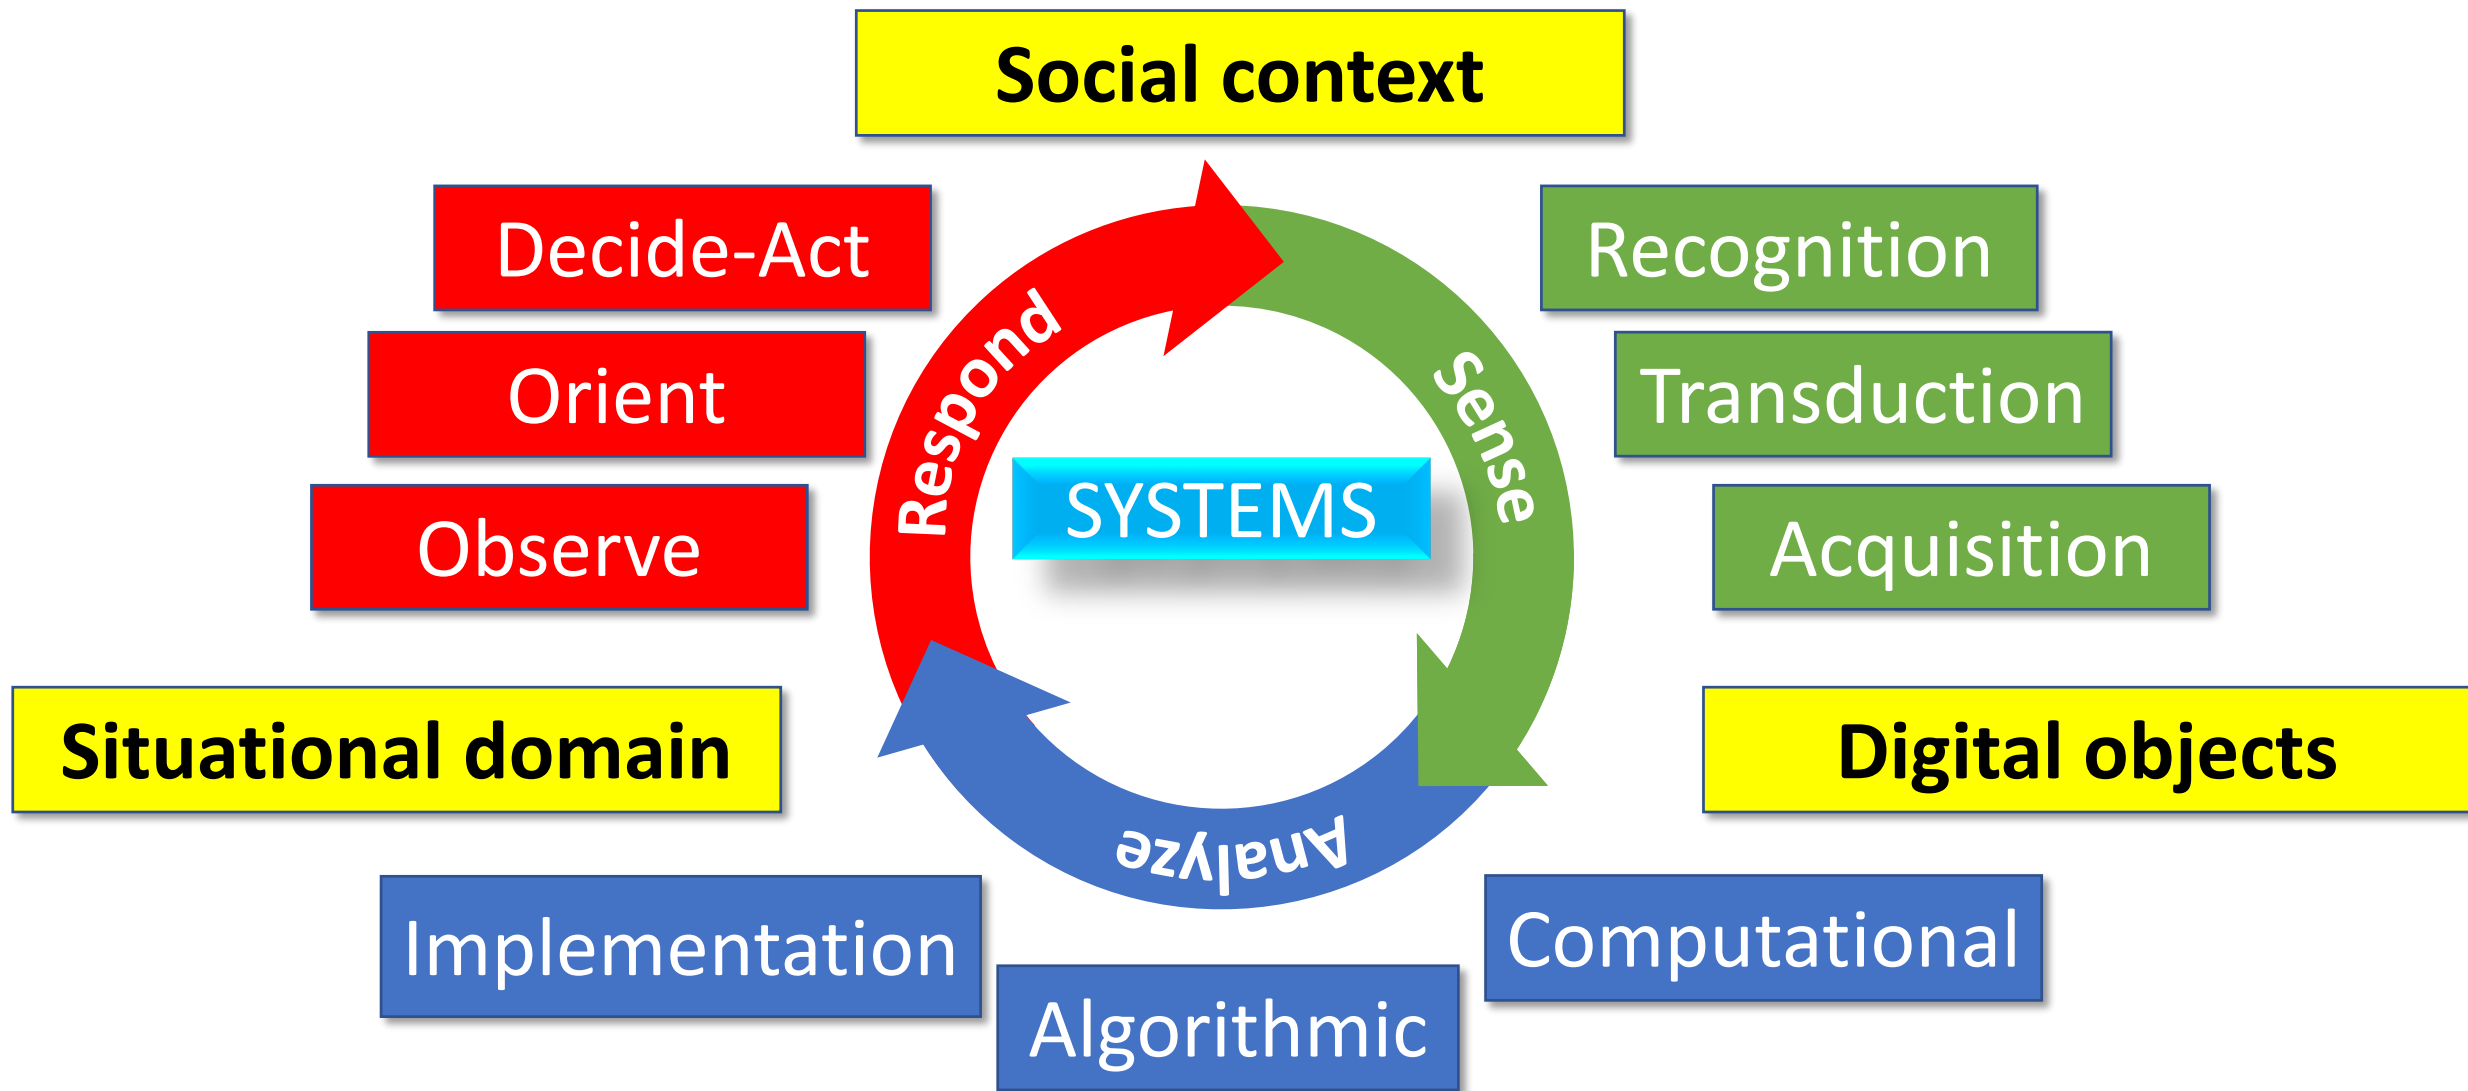 Social context
Decide-Act
Recognition
Respond
Sense
Orient
Transduction
SYSTEMS
Observe
Acquisition
Situational domain
Digital objects
Analyze
Implementation
Computational
Algorithmic